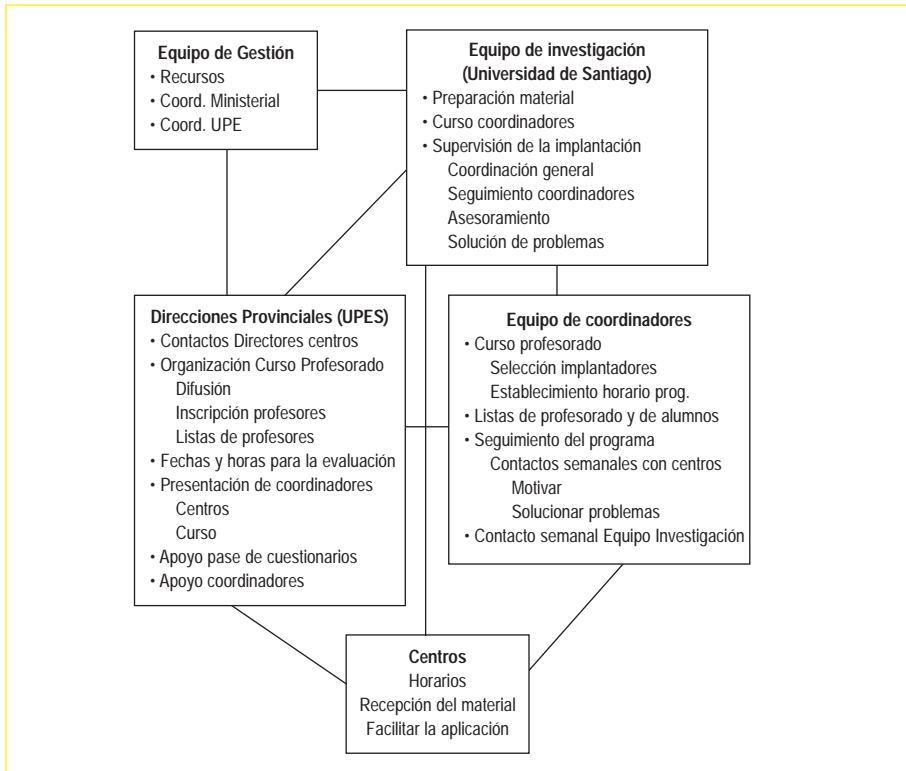 Equipo de Gestión
• Recursos
• Coord. Ministerial
• Coord. UPE
Equipo de investigación
(Universidad de Santiago)
• Preparación material
• Curso coordinadores
• Supervisión de la implantación
Coordinación general
Seguimiento coordinadores
Asesoramiento
Solución de problemas
Direcciones Provinciales (UPES)
• Contactos Directores centros
• Organización Curso Profesorado
Difusión
Inscripción profesores
Listas de profesores
• Fechas y horas para la evaluación
• Presentación de coordinadores
Centros
Curso
• Apoyo pase de cuestionarios
• Apoyo coordinadores
Equipo de coordinadores
• Curso profesorado
Selección implantadores
Establecimiento horario prog.
• Listas de profesorado y de alumnos
• Seguimiento del programa
Contactos semanales con centros
Motivar
Solucionar problemas
• Contacto semanal Equipo Investigación
Centros
Horarios
Recepción del material
Facilitar la aplicación